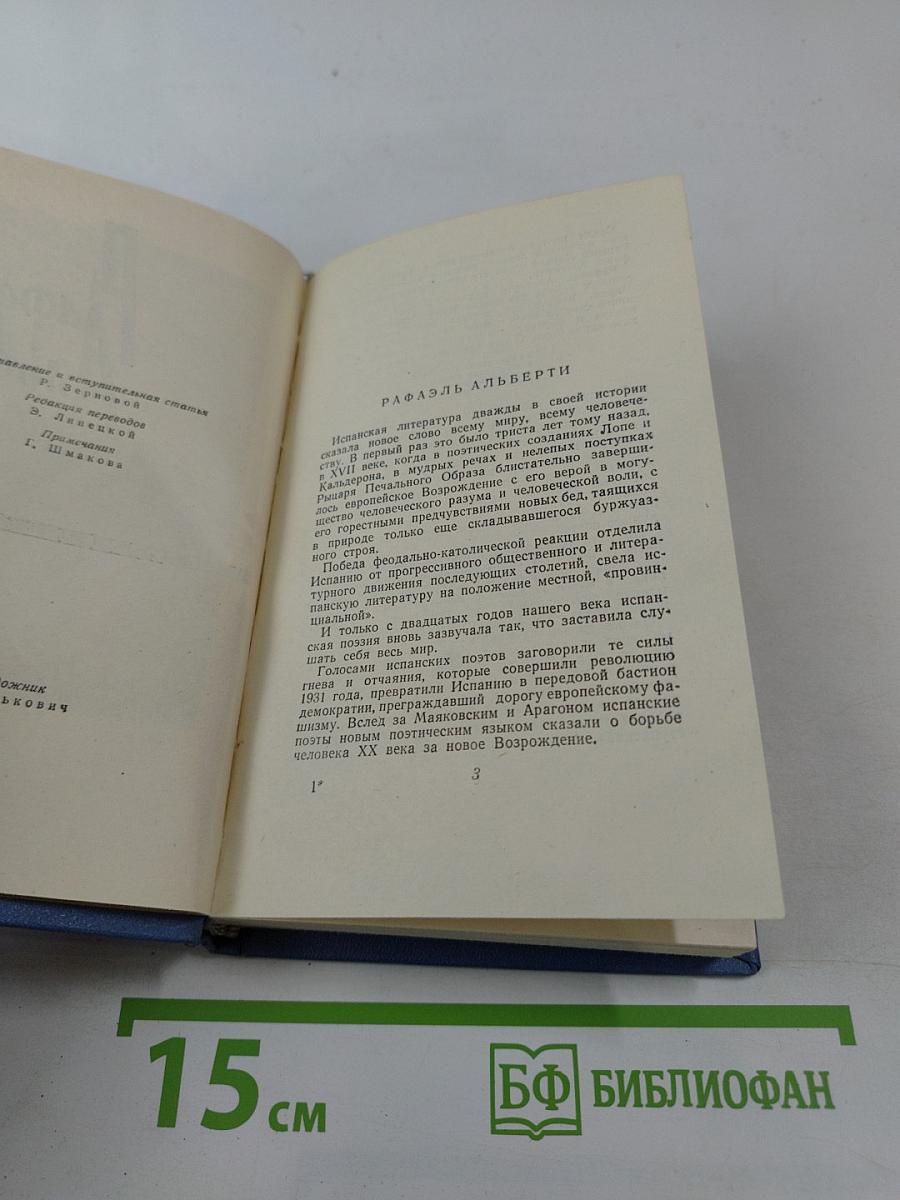 вступительная статья
Р. Зерновой
Редакция переводов
Э. Линецкой
Примечания
Г. Шмакова
РАФАЭЛЬ АЛЬБЕРТИ
Испанская литература дважды в своей истории
сказала новое слово всему миру, всему человече-
ству. В первый раз это было триста лет тому назад,
в XVII веке, когда в поэтических созданиях Лопе и
Кальдерона, в мудрых речах и нелепых поступках
Рыцаря Печального Образа блистательно заверши-
лось европейское Возрождение с его верой в могу-
щество человеческого разума и человеческой воли, с
его горестными предчувствиями новых бед, таящихся
в природе только еще складывавшегося буржуаз-
ного строя.
Победа феодально-католической реакции отделила
Испанию от прогрессивного общественного и литера-
турного движения последующих столетий, свела ис-
панскую литературу на положение местной, «провин-
циальной».
И только с двадцатых годов нашего века испан-
ская поэзия вновь зазвучала так, что заставила слу-
шать себя весь мир.
Голосами испанских поэтов заговорили те силы
гнева и отчаяния, которые совершили революцию
1931 года, превратили Испанию в передовой бастион
демократии, преграждавший дорогу европейскому фа-
шизму. Вслед за Маяковским и Арагоном испанские
поэты новым поэтическим языком сказали о борьбе
человека XX века за новое Возрождение.
1*
3
15 см
БФ БИБЛИОФАН